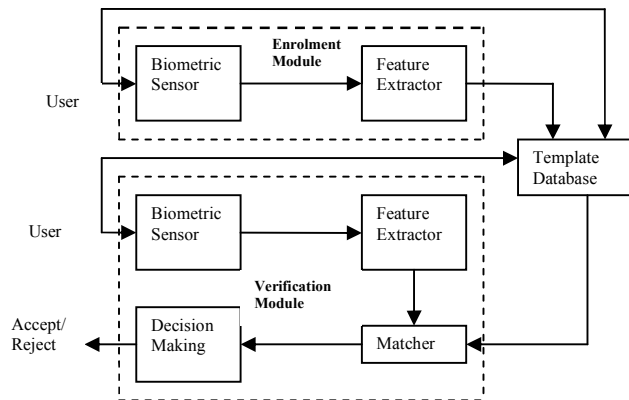 Enrolment
Module
Biometric
Sensor
Feature
Extractor
User
Template
Database
Biometric
Sensor
Feature
Extractor
User
Verification
Module
Accept/
Reject
Decision
Making
Matcher